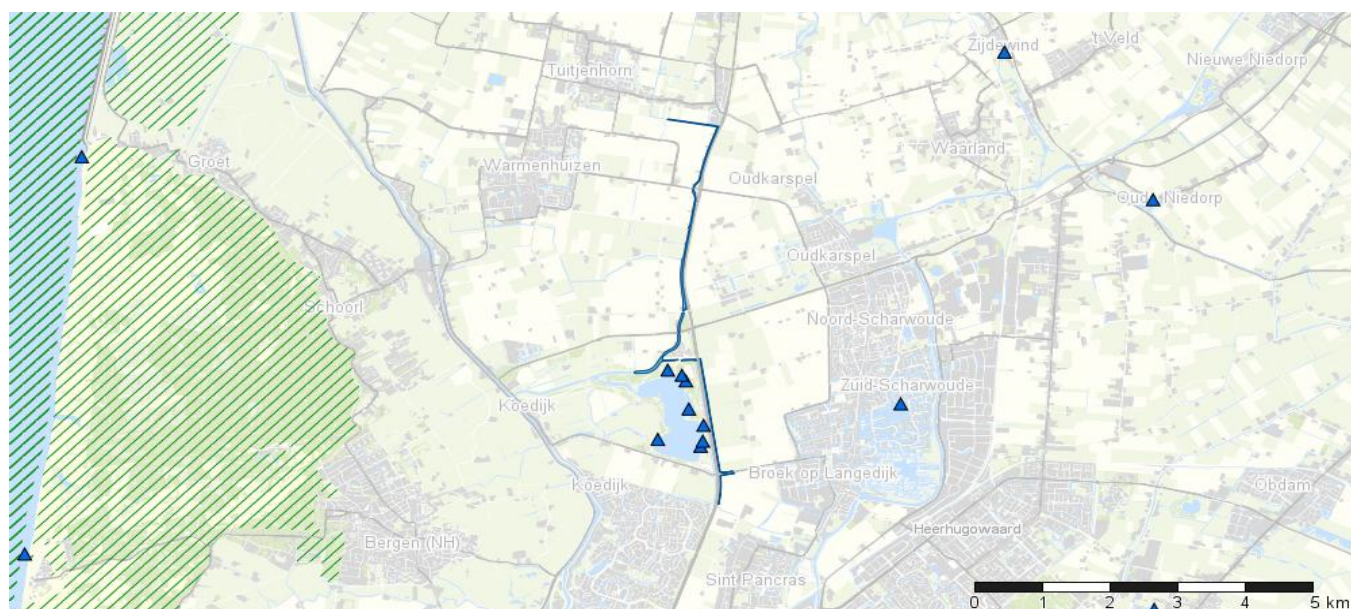 Zijdewind
't Veld
Nieuwe Niedorp
Tuitjenhorn
Waarland
Groet
Warmenhuizen
Oudkarspel
Oude Niedorp
Oudkarspel
Schoorl
Noord-Scharwoude
Zuid-Scharwoude
Koedijk
Broek op Langedijk
Koedijk
Obdam
Heerhugowaard
Bergen (NH)
Sint Pancras
0 1 2 3 4 5 km